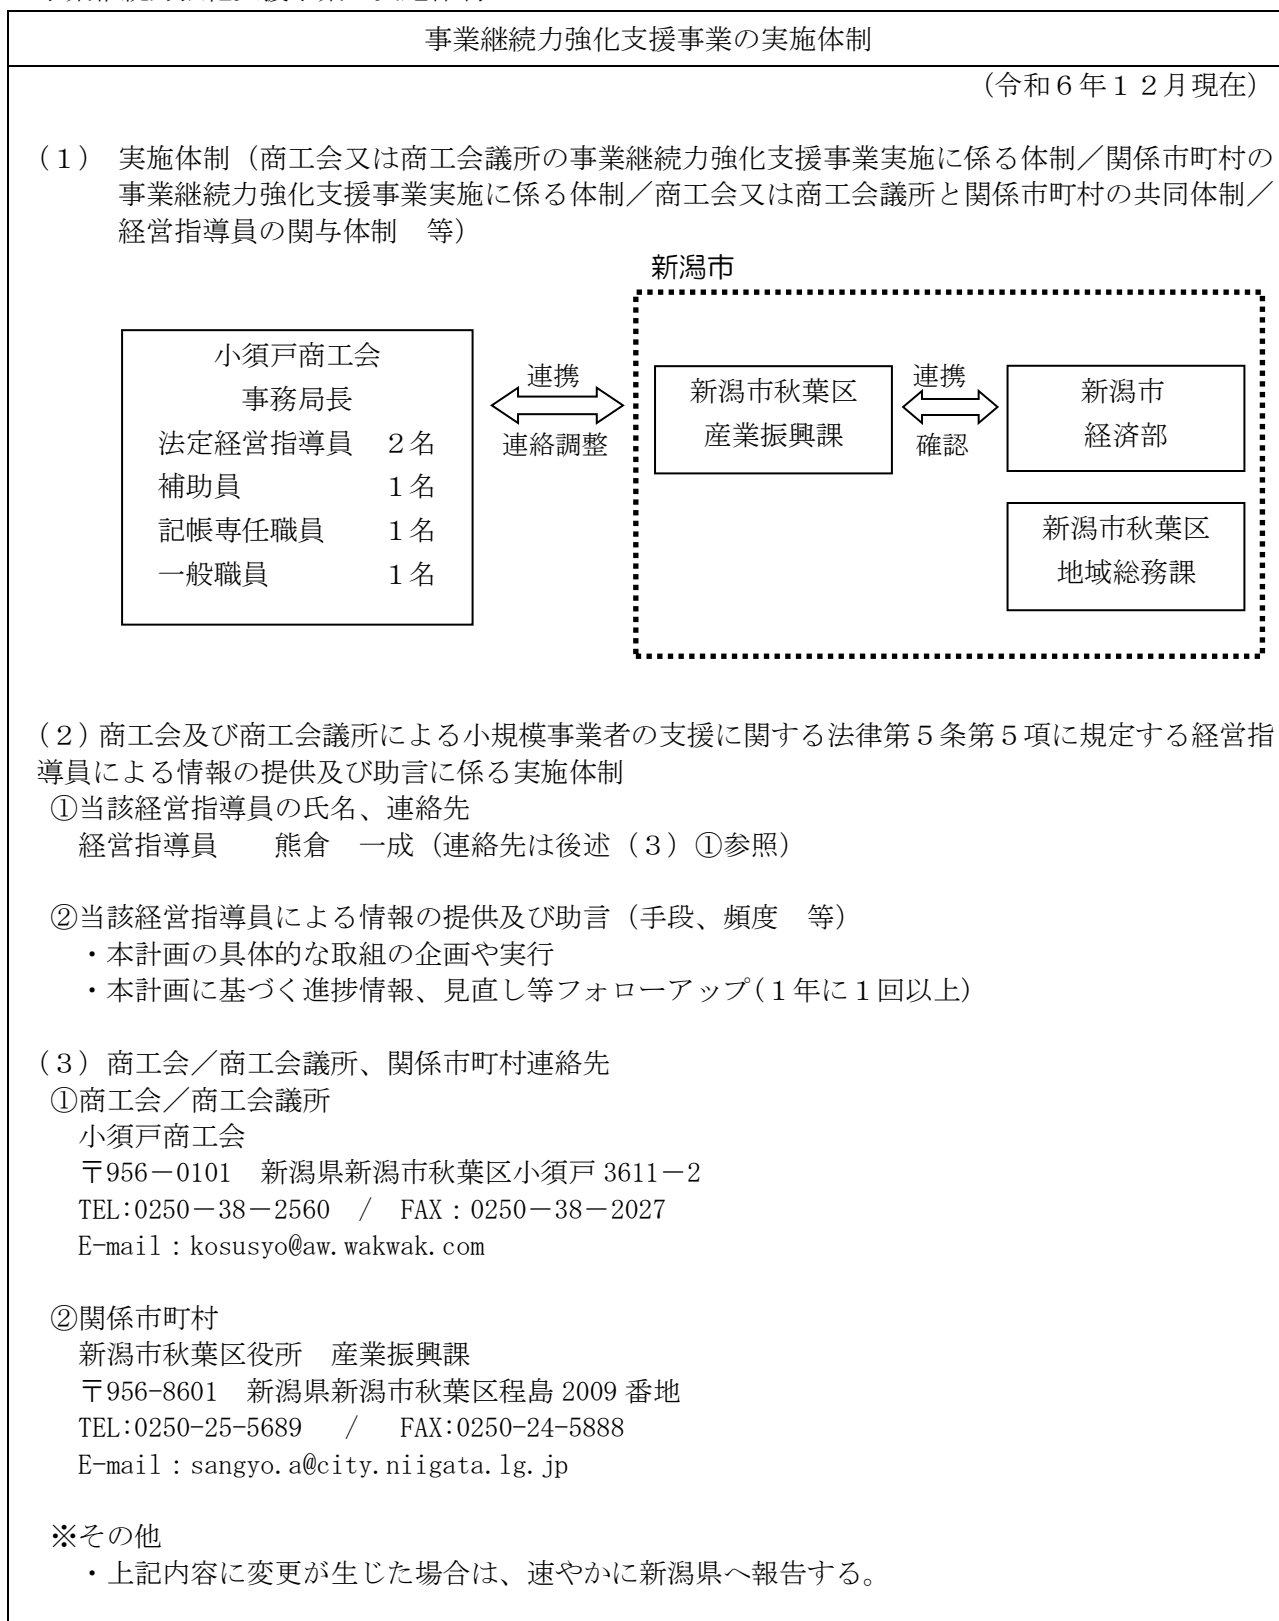 事業継続力強化支援事業の実施体制
（令和６年１２月現在）
（１）　実施体制（商工会又は商工会議所の事業継続力強化支援事業実施に係る体制／関係市町村の
事業継続力強化支援事業実施に係る体制／商工会又は商工会議所と関係市町村の共同体制／
経営指導員の関与体制　等）
新潟市
小須戸商工会
事務局長
法定経営指導員　２名
補助員　１名
記帳専任職員　１名
一般職員　１名
連携
連絡調整
新潟市秋葉区
産業振興課
連携
確認
新潟市
経済部
新潟市秋葉区
地域総務課
（２）商工会及び商工会議所による小規模事業者の支援に関する法律第５条第５項に規定する経営指
導員による情報の提供及び助言に係る実施体制
①当該経営指導員の氏名、連絡先
経営指導員　　熊倉　一成（連絡先は後述（３）①参照）
②当該経営指導員による情報の提供及び助言（手段、頻度　等）
・本計画の具体的な取組の企画や実行
・本計画に基づく進捗情報、見直し等フォローアップ（１年に１回以上）
（３）商工会／商工会議所、関係市町村連絡先
①商工会／商工会議所
小須戸商工会
〒956－0101　新潟県新潟市秋葉区小須戸 3611－2
TEL:0250－38－2560　/　FAX：0250－38－2027
E-mail：kosusyo@aw.wakwak.com
②関係市町村
新潟市秋葉区役所　産業振興課
〒956-8601　新潟県新潟市秋葉区程島 2009 番地
TEL:0250-25-5689　/　FAX:0250-24-5888
E-mail：sangyo.a@city.niigata.lg.jp
※その他
・上記内容に変更が生じた場合は、速やかに新潟県へ報告する。